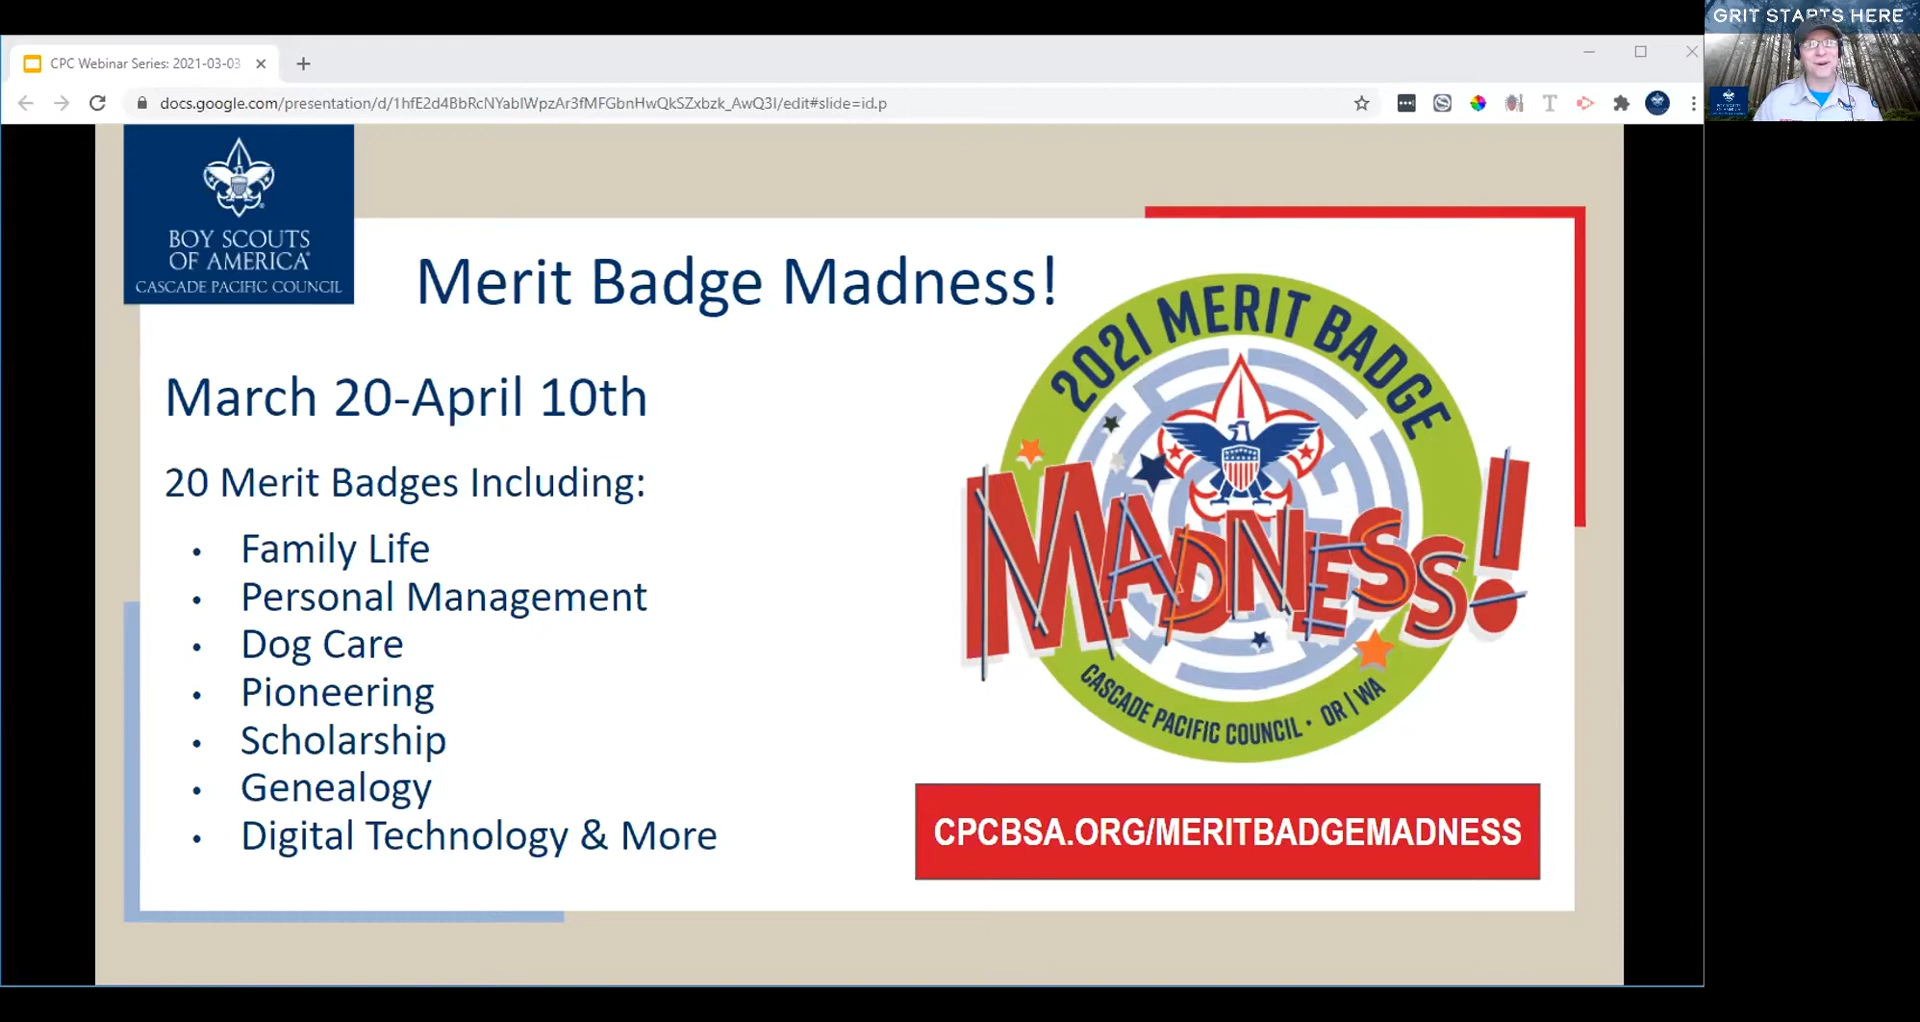 GRIT STARTS HERE
CPC Webinar Series: 2021-03-03
docs.google.com/presentation/d/1hfE2d4BbRcNYablWpzAr3fMFGbnHwQkSZxbzk_AwQ3I/edit#slide=id.p
BOY SCOUTS
OF AMERICA®
CASCADE PACIFIC COUNCIL
Merit Badge Madness!
March 20-April 10th
20 Merit Badges Including:
• Family Life
• Personal Management
• Dog Care
• Pioneering
• Scholarship
• Genealogy
• Digital Technology & More
2021 MERIT BADGE
MADNESS!
CASCADE PACIFIC COUNCIL • OR | WA
CPCBSA.ORG/MERITBADGEMADNESS